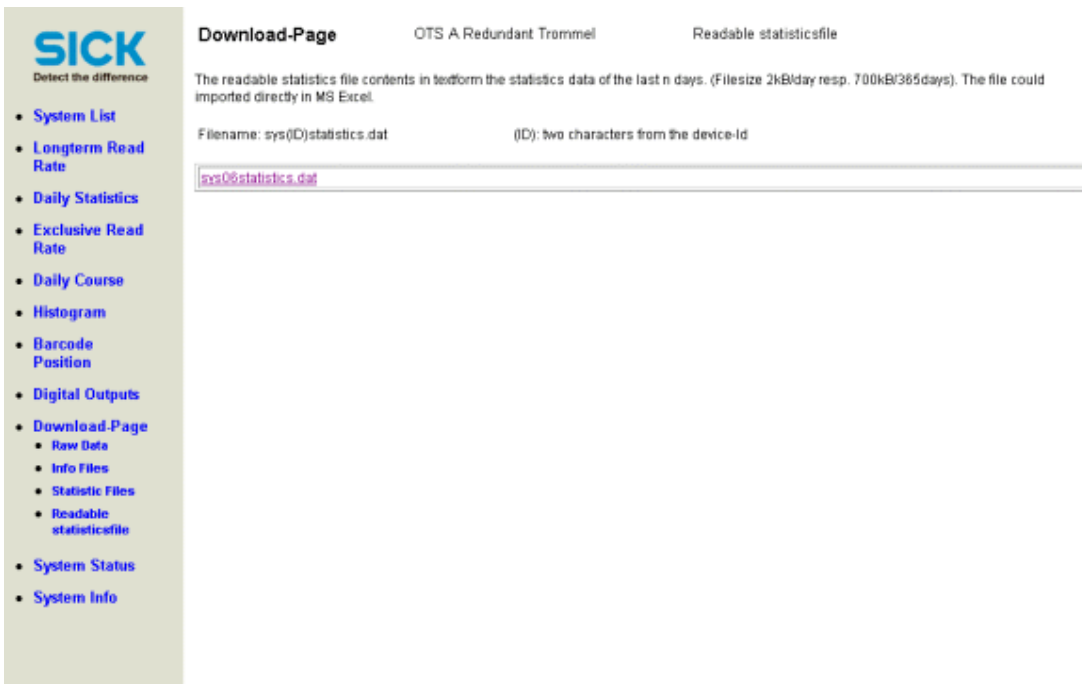 SICK
Detect the difference
System List
Longterm Read
Rate
Daily Statistics
Exclusive Read
Rate
Daily Course
Histogram
Barcode
Position
Digital Outputs
Download-Page
Raw Data
Info Files
Statistic Files
Readable
statisticsfile
System Status
System Info
Download-Page OTS A Redundant Trommel Readable statisticsfile
The readable statistics file contents in textform the statistics data of the last n days. (Filesize 2kB/day resp. 700kB/365days). The file could
imported directly in MS Excel.
Filename: sys(ID)statistics.dat (ID): two characters from the device-Id
sys06statistics.dat